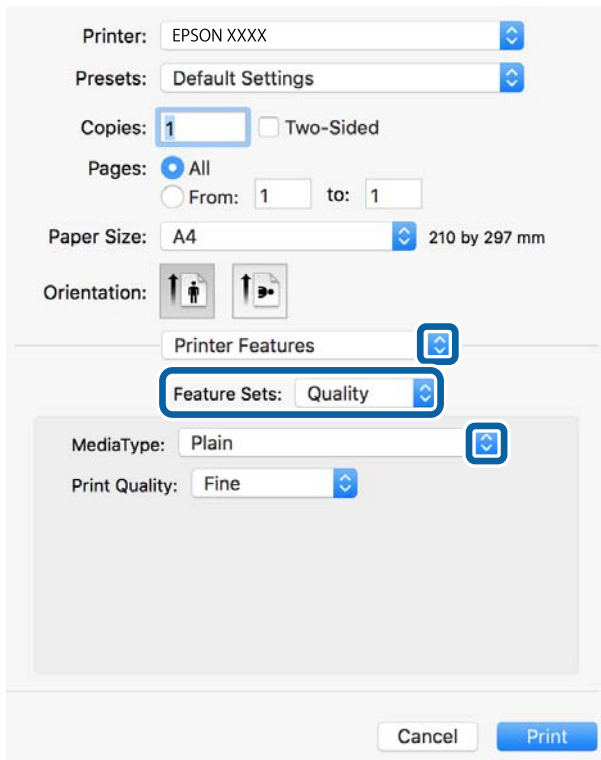 Printer: EPSON XXXX
Presets: Default Settings
Copies: 1 Two-Sided
Pages: All
From: 1 to: 1
Paper Size: A4 210 by 297 mm
Orientation:
Printer Features
Feature Sets: Quality
MediaType: Plain
Print Quality: Fine
Cancel Print